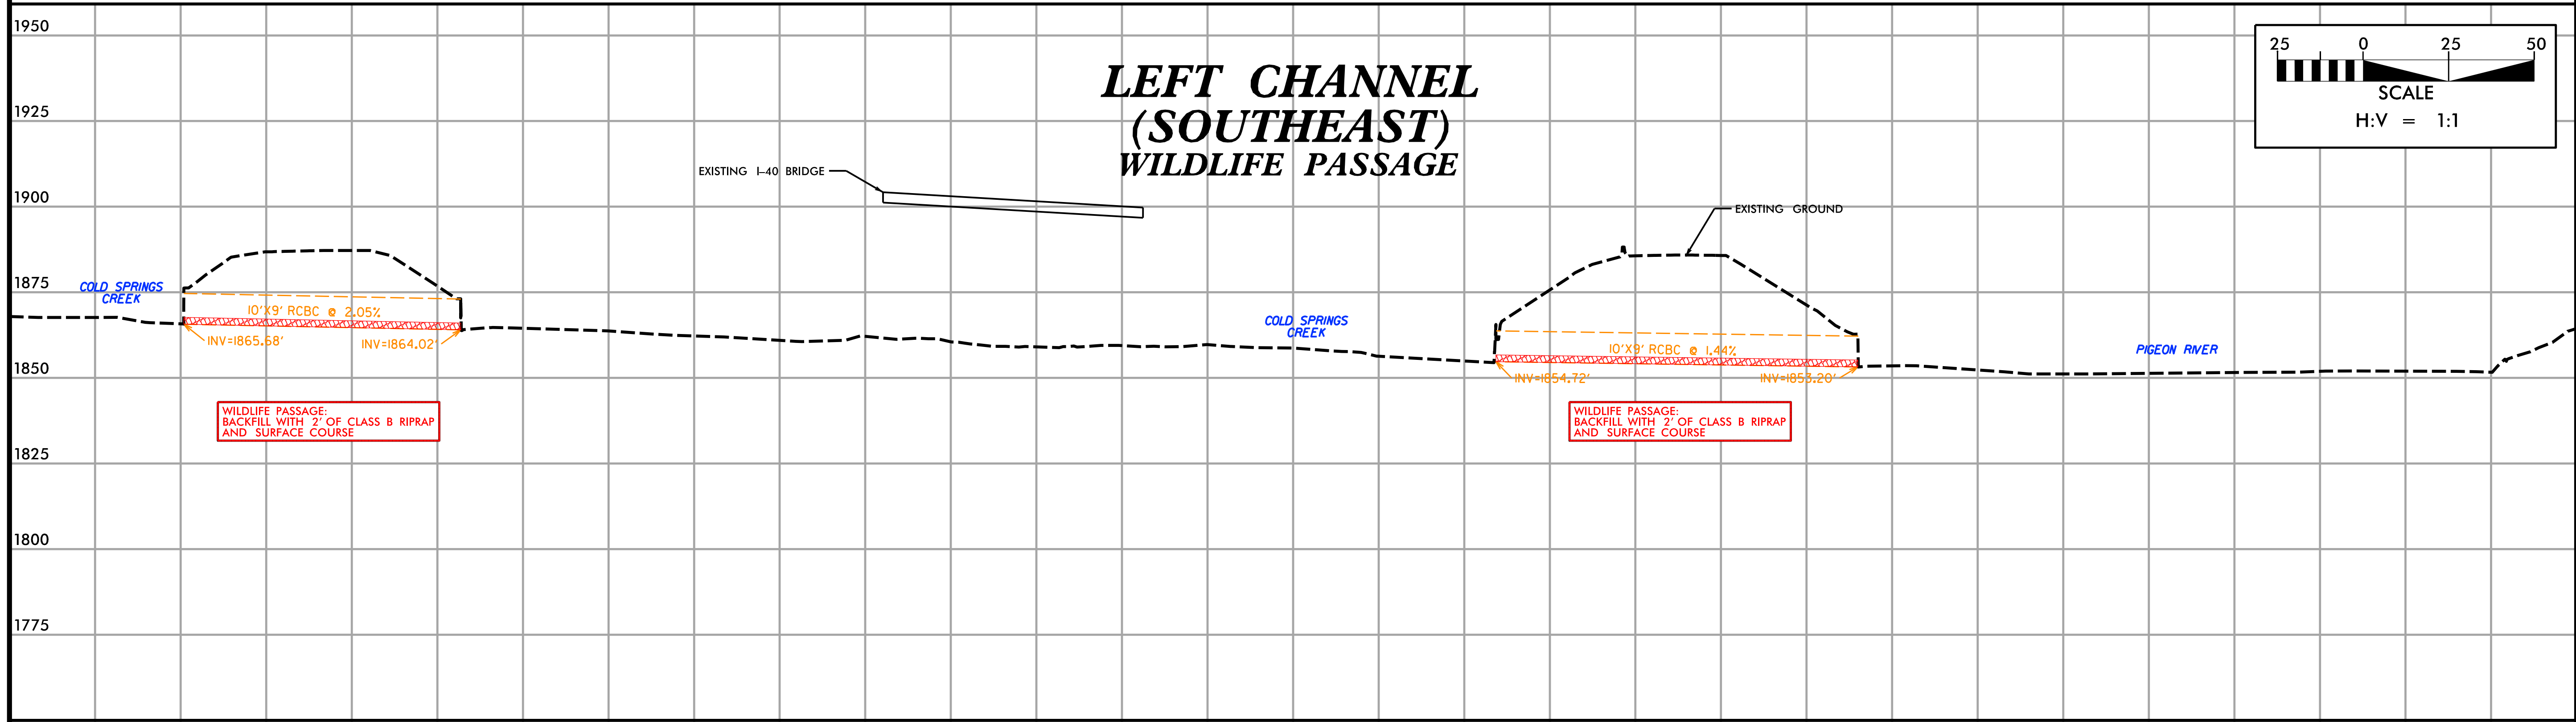 1950
25 0 25 50
SCALE
H:V = 1:1
LEFT CHANNEL
(SOUTHEAST)
WILDLIFE PASSAGE
1925
EXISTING I-40 BRIDGE
1900
EXISTING GROUND
1875
COLD SPRINGS
CREEK
10'X9' RCBC @ 2.05%
INV=1865.68'
INV=1864.02'
COLD SPRINGS
CREEK
10'X9' RCBC @ 1.44%
INV=1854.72'
INV=1853.20'
PIGEON RIVER
1850
WILDLIFE PASSAGE:
BACKFILL WITH 2' OF CLASS B RIPRAP
AND SURFACE COURSE
WILDLIFE PASSAGE:
BACKFILL WITH 2' OF CLASS B RIPRAP
AND SURFACE COURSE
1825
1800
1775